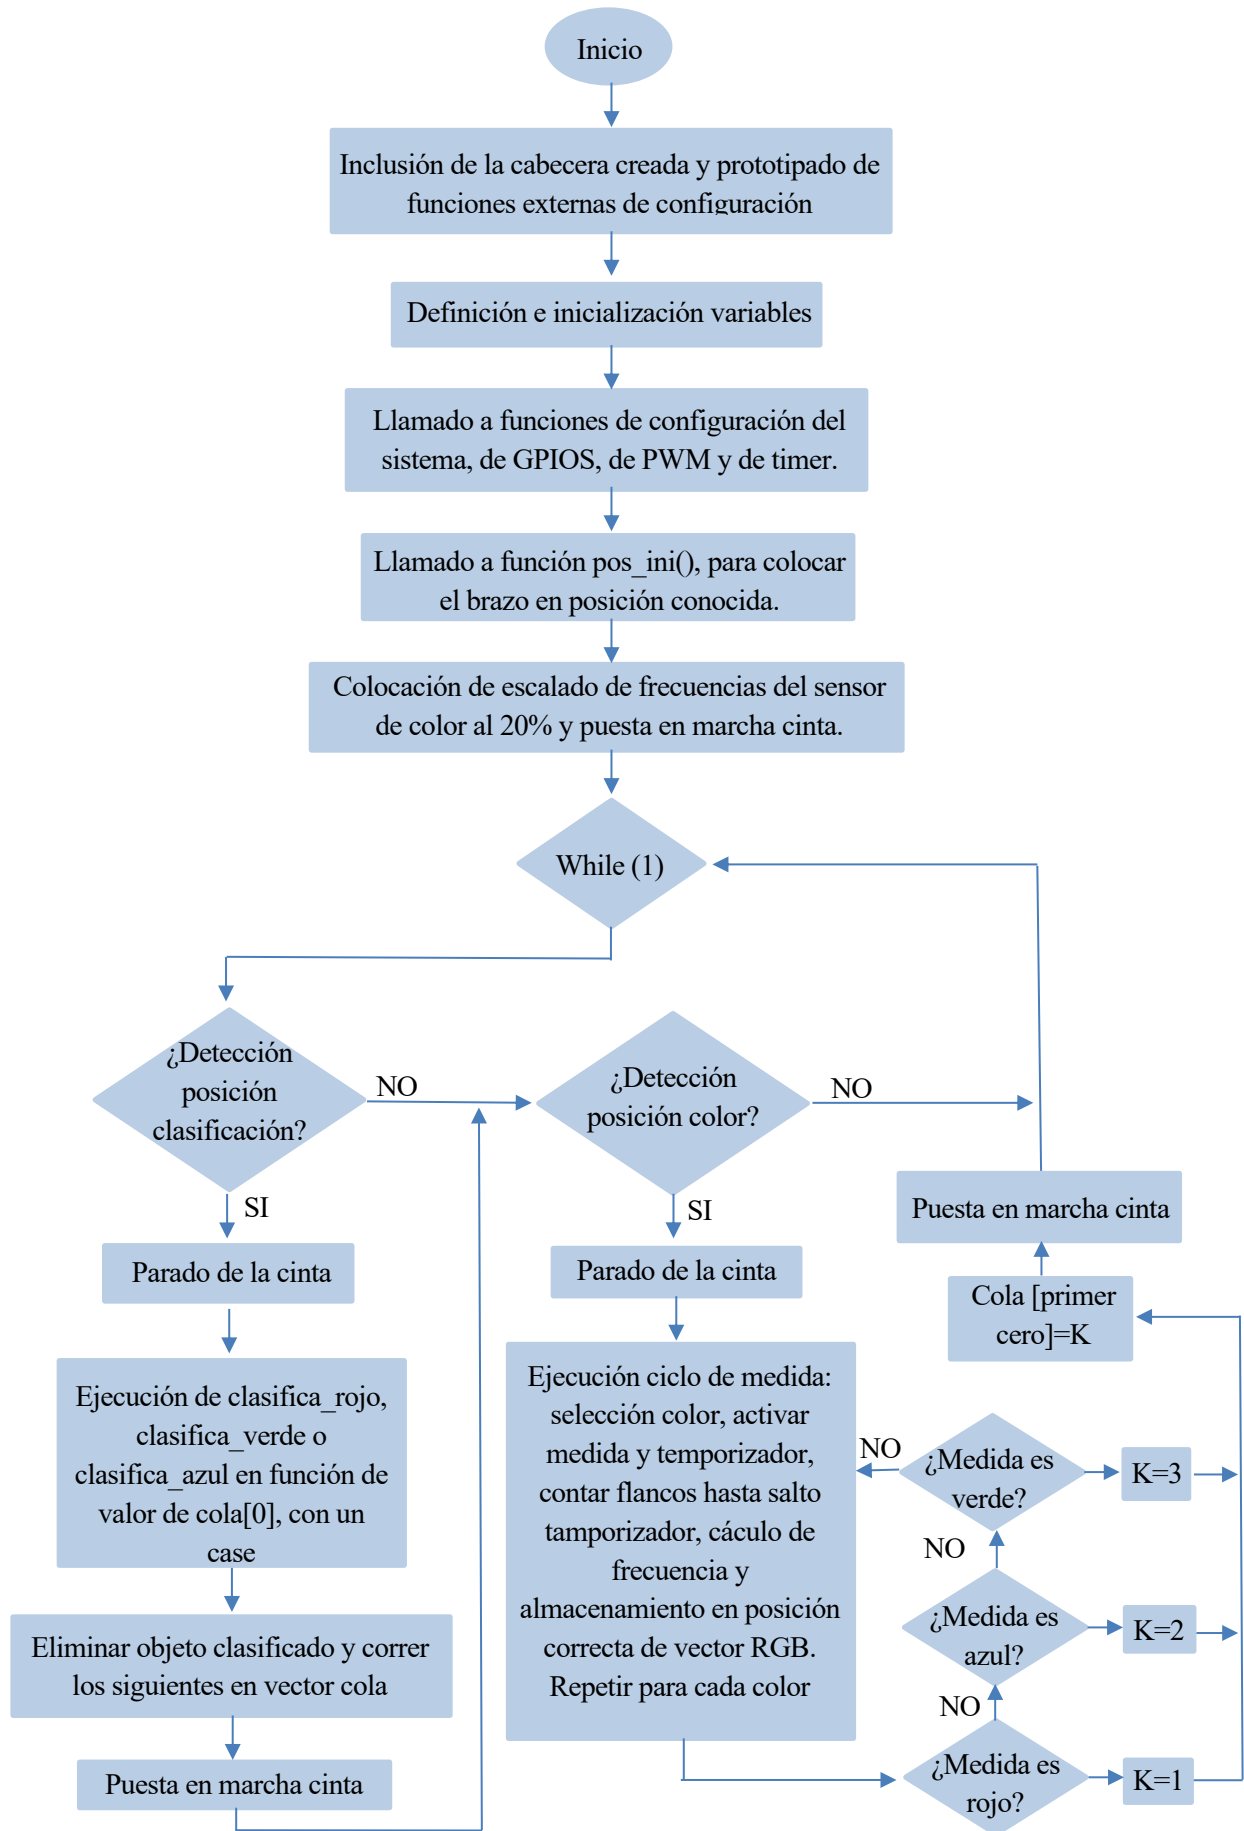 Inicio
Inclusión de la cabecera creada y prototipado de
funciones externas de configuración
Definición e inicialización variables
Llamado a funciones de configuración del
sistema, de GPIOS, de PWM y de timer.
Llamado a función pos_ini(), para colocar
el brazo en posición conocida.
Colocación de escalado de frecuencias del sensor
de color al 20% y puesta en marcha cinta.
While (1)
¿Detección
posición
clasificación?
NO
¿Detección
posición color?
NO
SI
SI
Parado de la cinta
Ejecución de clasifica_rojo,
clasifica_verde o
clasifica_azul en función de
valor de cola[0], con un
case
Eliminar objeto clasificado y correr
los siguientes en vector cola
Puesta en marcha cinta
Parado de la cinta
Ejecución ciclo de medida:
selección color, activar
medida y temporizador,
contar flancos hasta salto
tamporizador, cáculo de
frecuencia y
almacenamiento en posición
correcta de vector RGB.
Repetir para cada color
Puesta en marcha cinta
Cola [primer
cero]=K
NO
¿Medida es
verde?
K=3
NO
¿Medida es
azul?
K=2
NO
¿Medida es
rojo?
K=1